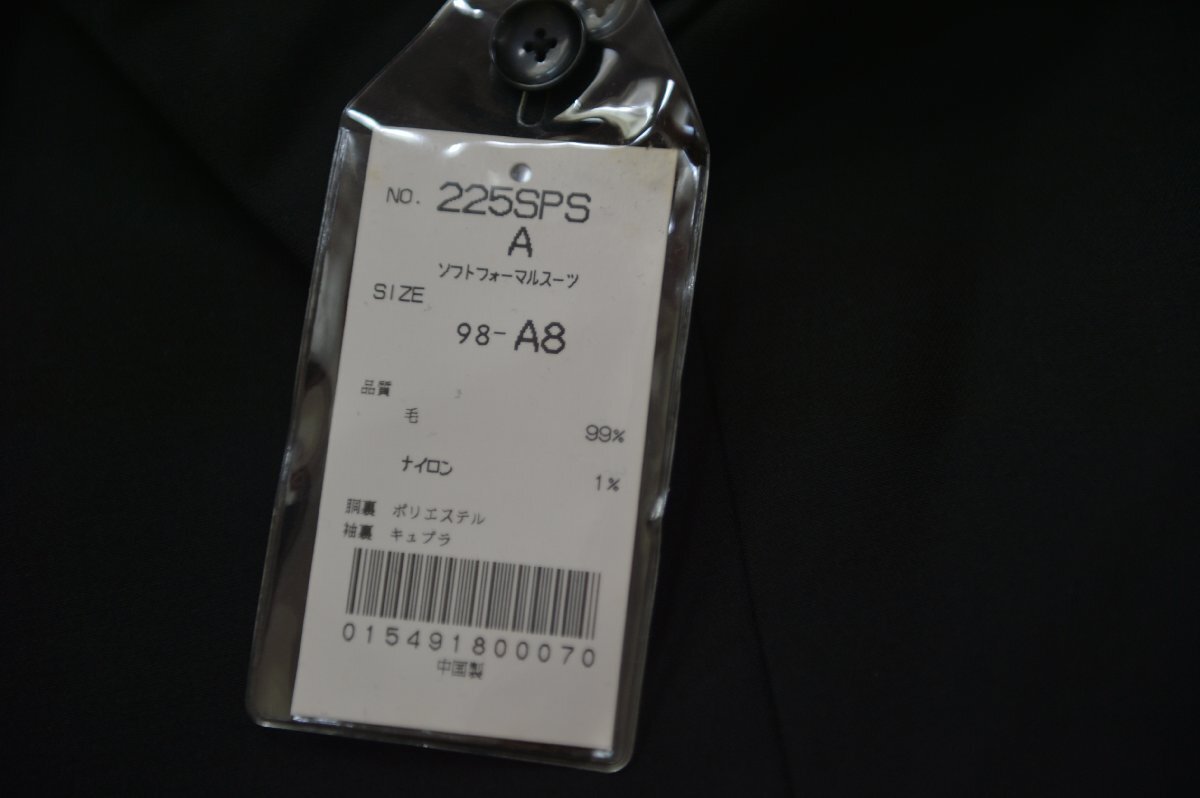 NO. 225SPS
A
ソフトフォーマルスーツ
SIZE
98-A8
品質
毛 99%
ナイロン 1%
胴裏 ポリエステル
袖裏 キュプラ
015491800070
中国製